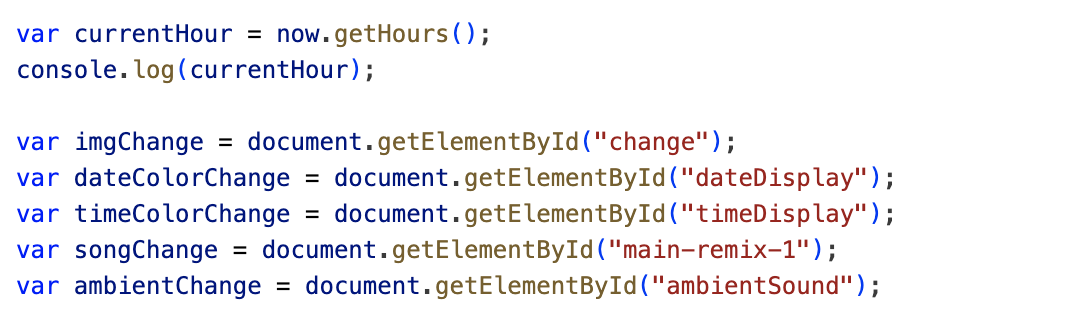 var currentHour = now.getHours();
console.log(currentHour);
var imgChange = document.getElementById("change");
var dateColorChange = document.getElementById("dateDisplay");
var timeColorChange = document.getElementById("timeDisplay");
var songChange = document.getElementById("main-remix-1");
var ambientChange = document.getElementById("ambientSound");